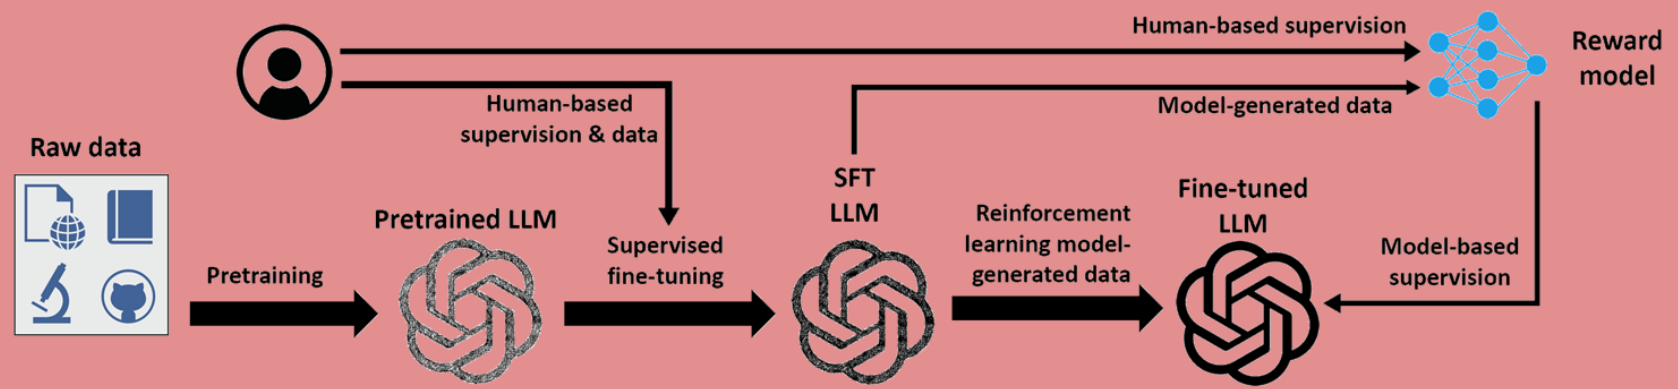 Human-based supervision
Reward
model
Human-based
supervision & data
Model-generated data
Raw data
Pretraining
Pretrained LLM
Supervised
fine-tuning
SFT
LLM
Reinforcement
learning model-
generated data
Fine-tuned
LLM
Model-based
supervision